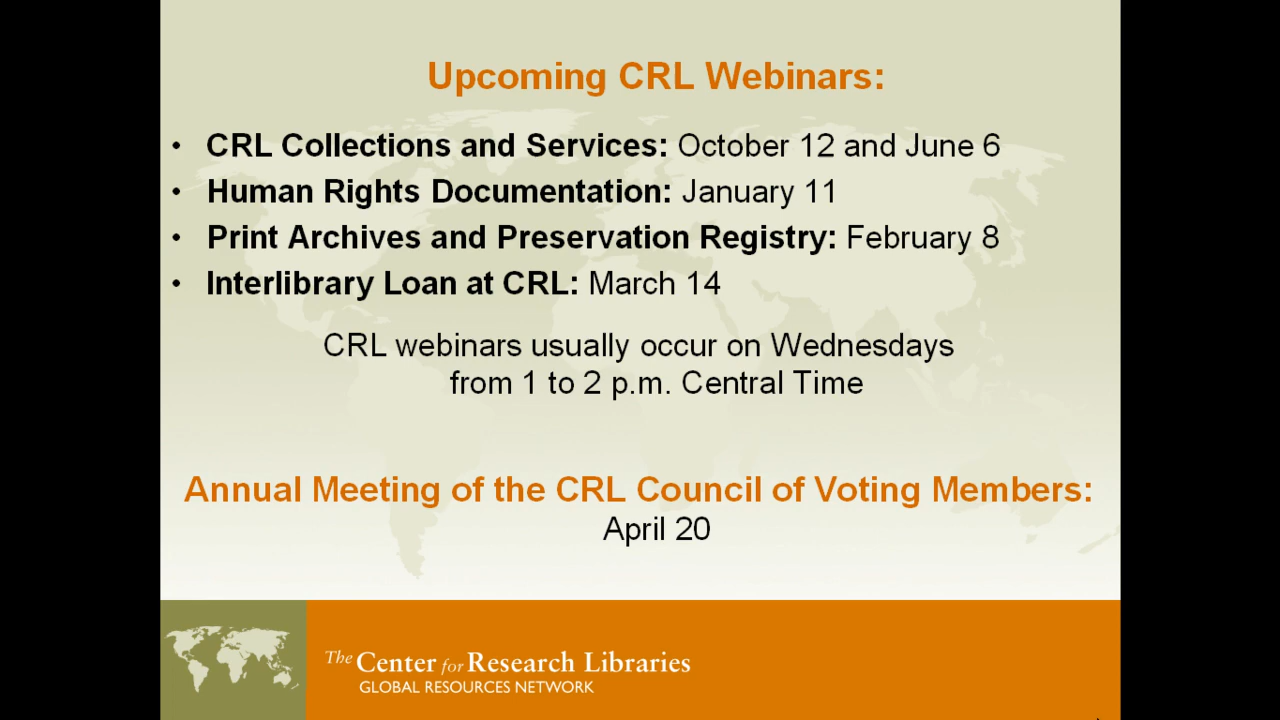 Upcoming CRL Webinars:
• CRL Collections and Services: October 12 and June 6
• Human Rights Documentation: January 11
• Print Archives and Preservation Registry: February 8
• Interlibrary Loan at CRL: March 14
CRL webinars usually occur on Wednesdays
from 1 to 2 p.m. Central Time
Annual Meeting of the CRL Council of Voting Members:
April 20
The Center for Research Libraries
GLOBAL RESOURCES NETWORK